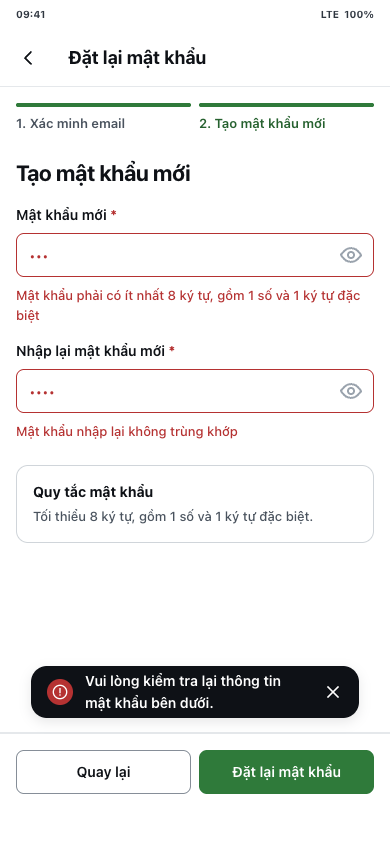 09:41
LTE 100%
Đặt lại mật khẩu
1. Xác minh email
2. Tạo mật khẩu mới
Tạo mật khẩu mới
Mật khẩu mới *
•••
Mật khẩu phải có ít nhất 8 ký tự, gồm 1 số và 1 ký tự đặc
biệt
Nhập lại mật khẩu mới *
••••
Mật khẩu nhập lại không trùng khớp
Quy tắc mật khẩu
Tối thiểu 8 ký tự, gồm 1 số và 1 ký tự đặc biệt.
Vui lòng kiểm tra lại thông tin
mật khẩu bên dưới.
Quay lại
Đặt lại mật khẩu